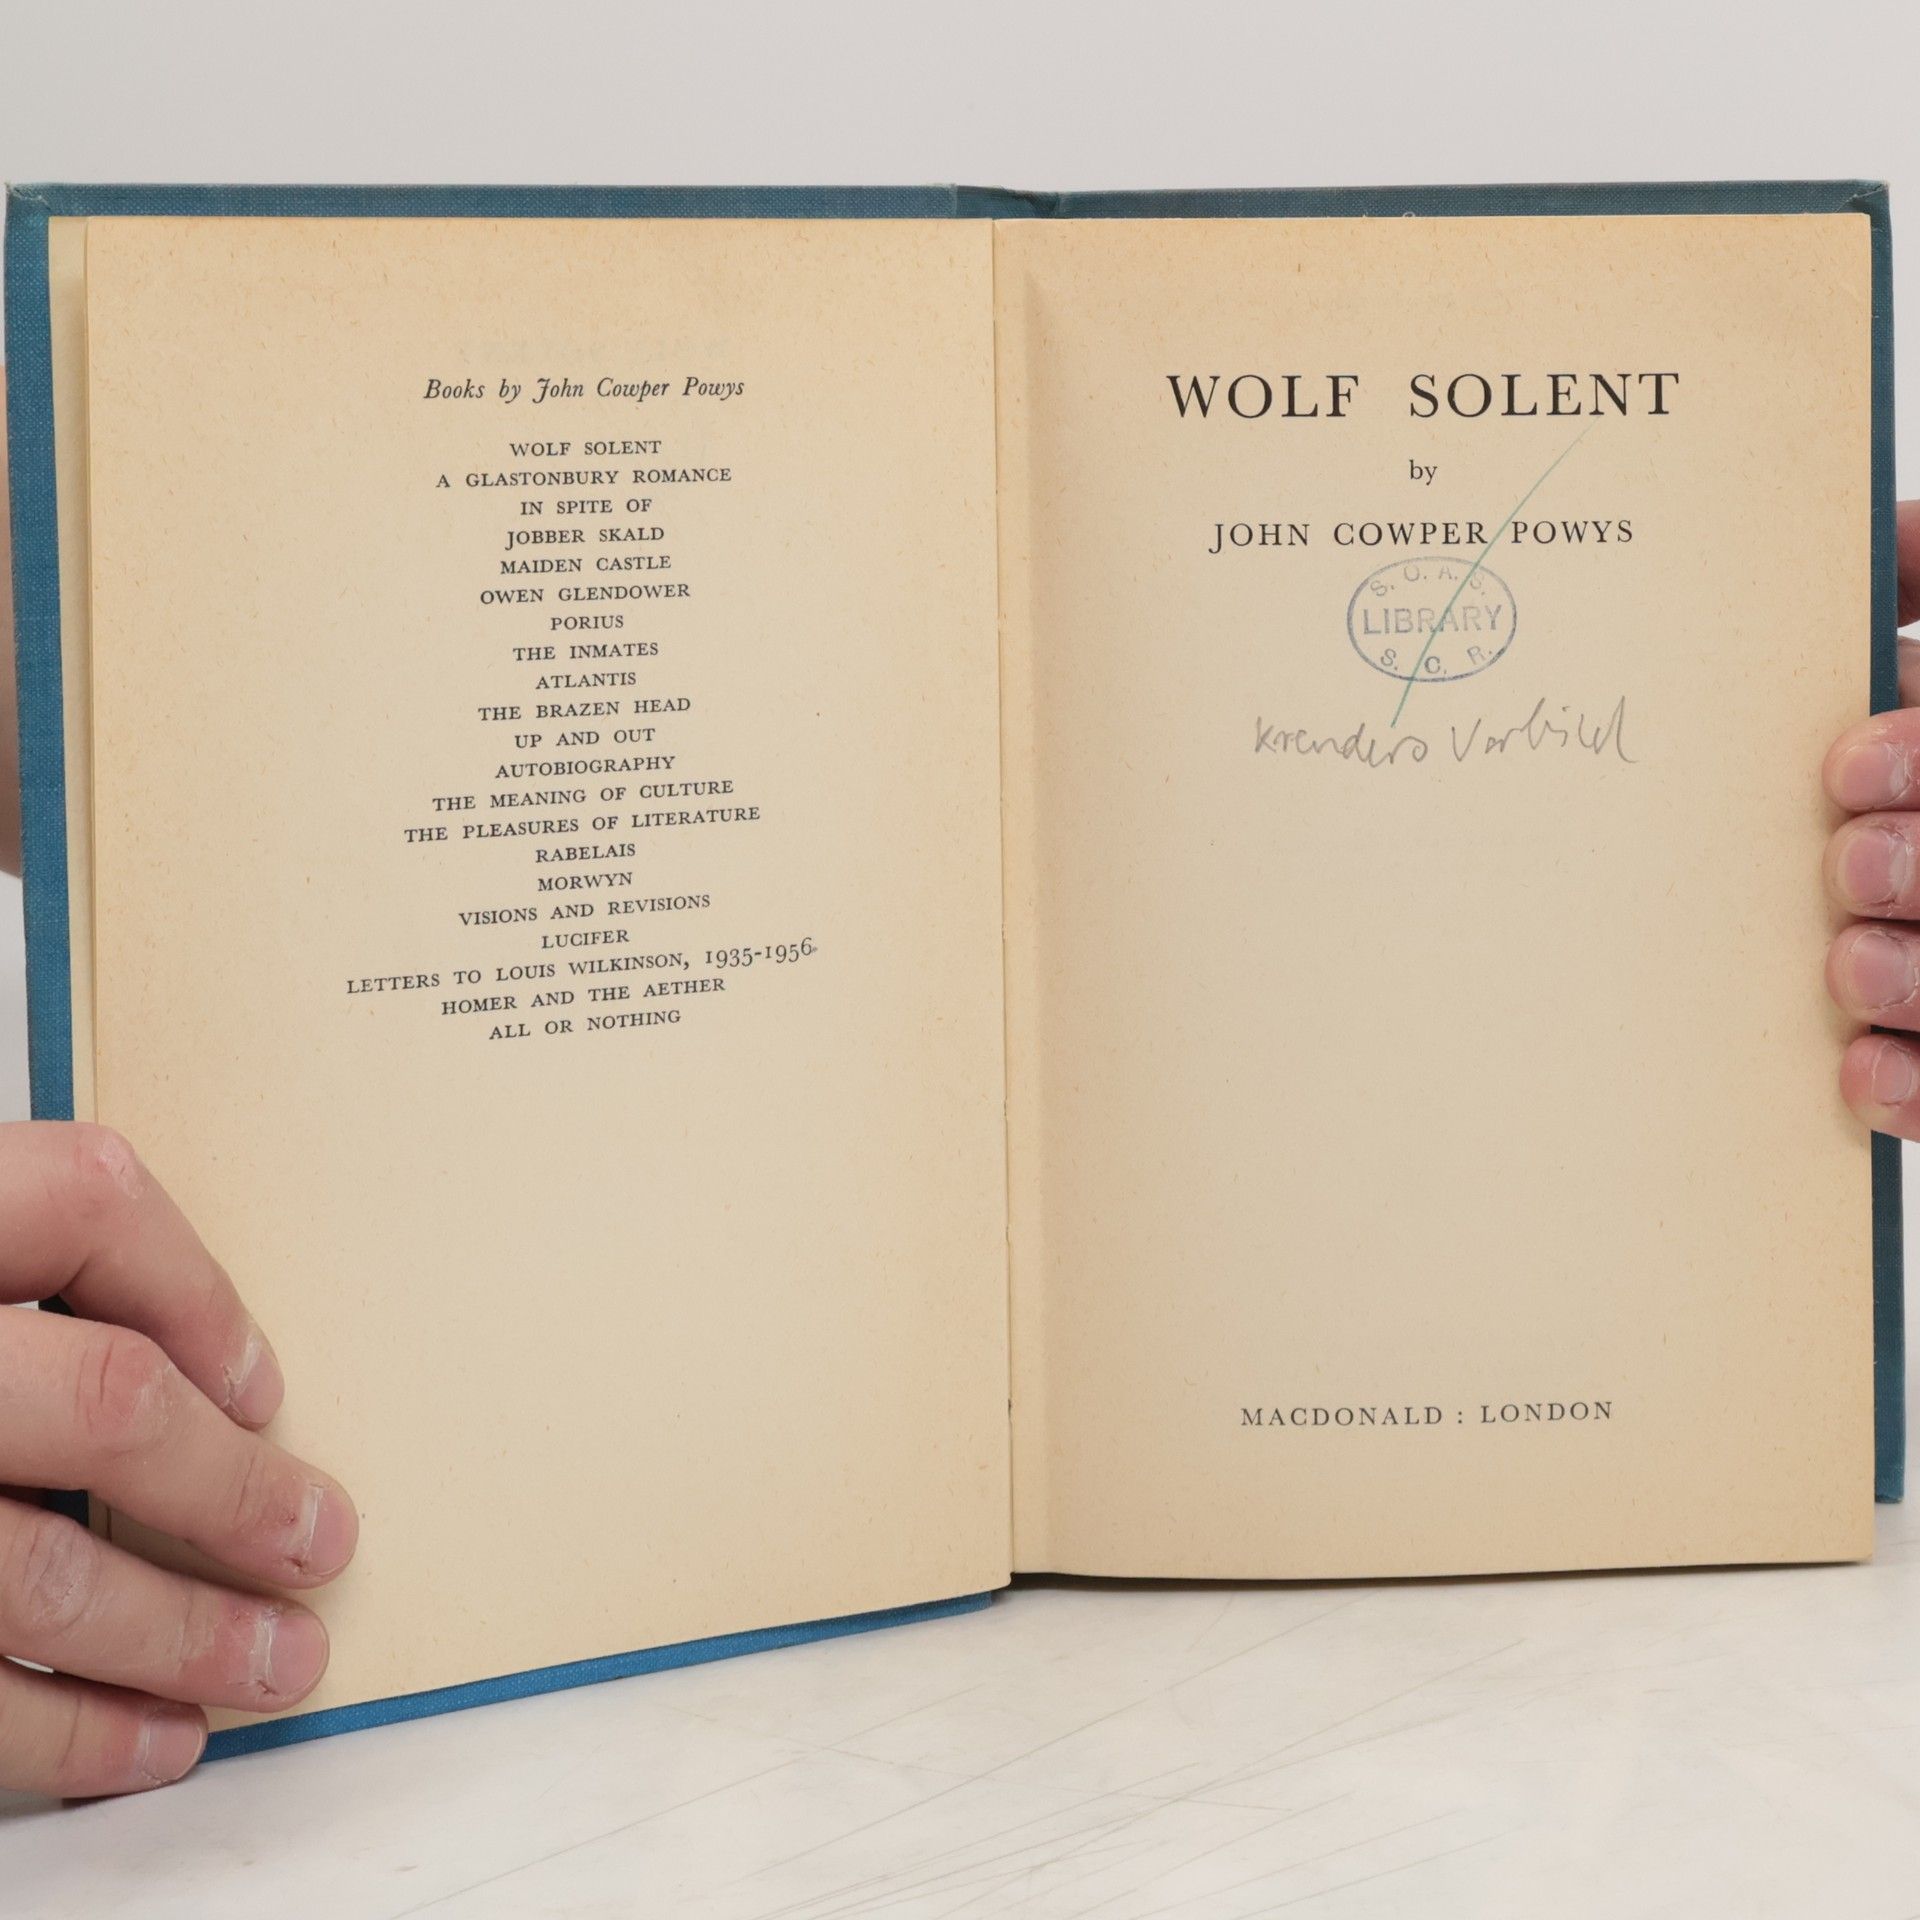 Books by John Cowper Powys
WOLF SOLENT
A GLASTONBURY ROMANCE
IN SPITE OF
JOBBER SKALD
MAIDEN CASTLE
OWEN GLENDOWER
PORIUS
THE INMATES
ATLANTIS
THE BRAZEN HEAD
UP AND OUT
AUTOBIOGRAPHY
THE MEANING OF CULTURE
THE PLEASURES OF LITERATURE
RABELAIS
MORWYN
VISIONS AND REVISIONS
LUCIFER
LETTERS TO LOUIS WILKINSON, 1935-1956
HOMER AND THE AETHER
ALL OR NOTHING
WOLF SOLENT
by
JOHN COWPER POWYS
S. O. A. S.
LIBRARY
S. C. R.
Vorbild
MACDONALD : LONDON